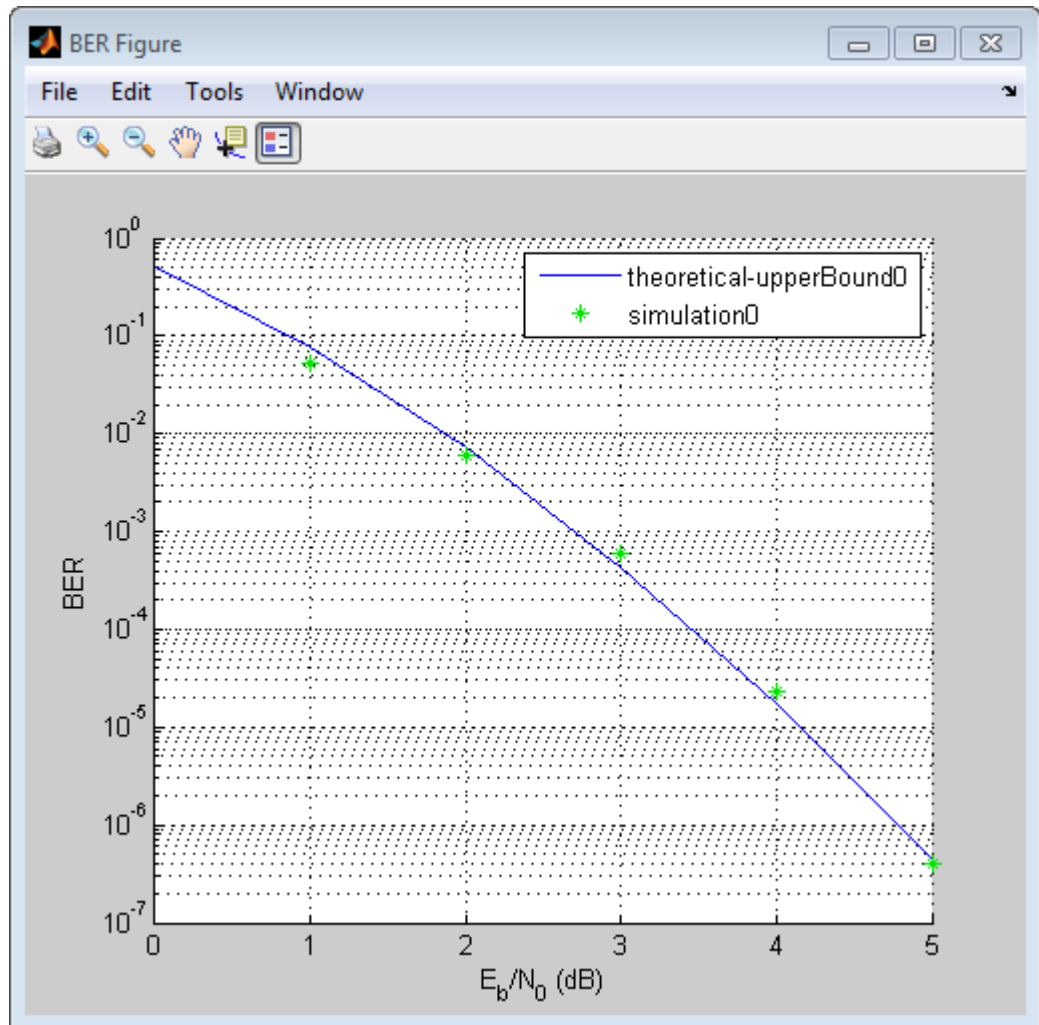 BER Figure
File Edit Tools Window
10^0
10^-1
10^-2
10^-3
10^-4
10^-5
10^-6
10^-7
BER
theoretical-upperBound0
simulation0
0 1 2 3 4 5
E_b/N_0 (dB)